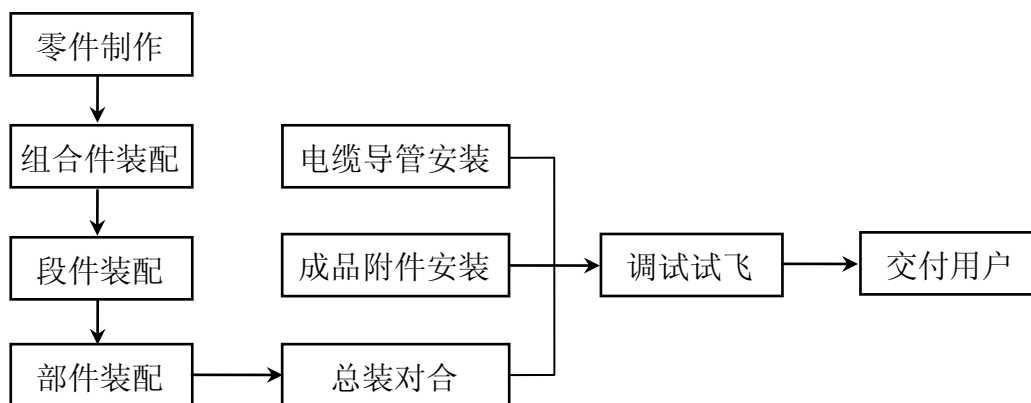 零件制作
组合件装配
电缆导管安装
段件装配
成品附件安装
调试试飞
交付用户
部件装配
总装对合